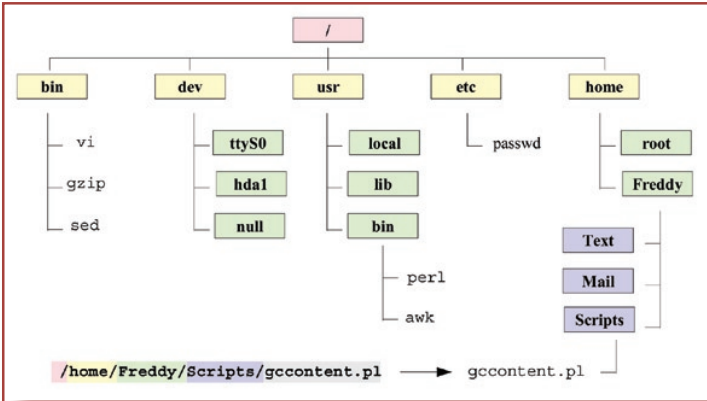 /
bin dev usr etc home
vi ttyS0 local passwd root
gzip hda1 lib Freddy
sed null bin Text
perl Mail
awk Scripts
/home/Freddy/Scripts/gccontent.pl gccontent.pl